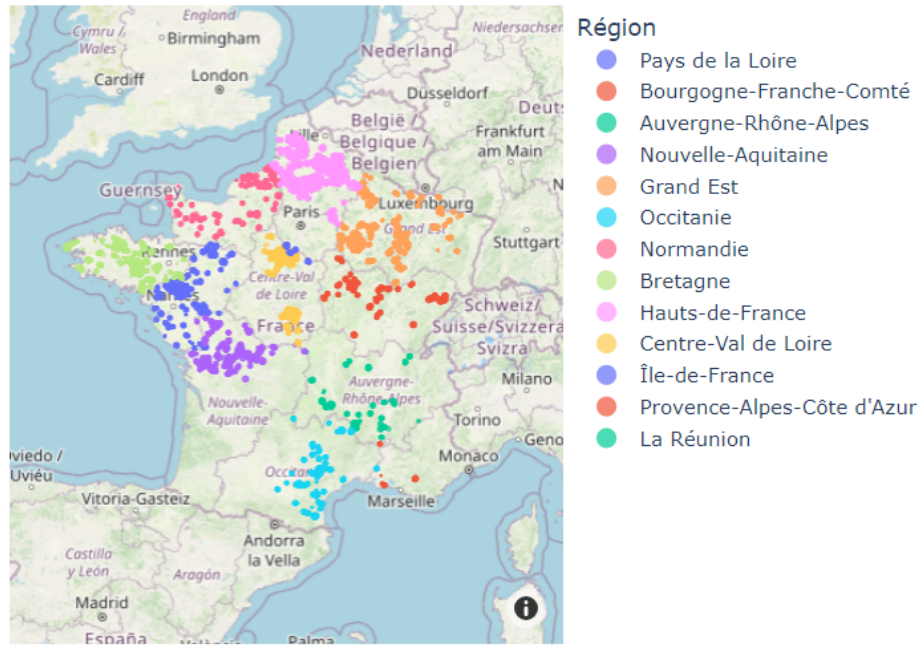 England
Niedersachsen
Cymru /
Wales
Birmingham
Nederland
Cardiff
London
Düsseldorf
België /
Belgique /
Belgien
Deuts
Frankfurt
am Main
Lille
Guernsey
Paris
Luxembourg
N
Grand Est
Stuttgart
Rennes
Centre-Val
de Loire
Nantes
France
Schweiz/
Suisse/Svizzera
Svizra
Nouvelle-
Aquitaine
Auvergne-
Rhône-Alpes
Milano
Torino
Geno
Oviedo /
Uviéu
Occitanie
Monaco
Vitoria-Gasteiz
Marseille
Andorra
la Vella
Castilla
y León
Aragón
Madrid
España
Palma
Région
Pays de la Loire
Bourgogne-Franche-Comté
Auvergne-Rhône-Alpes
Nouvelle-Aquitaine
Grand Est
Occitanie
Normandie
Bretagne
Hauts-de-France
Centre-Val de Loire
Île-de-France
Provence-Alpes-Côte d'Azur
La Réunion